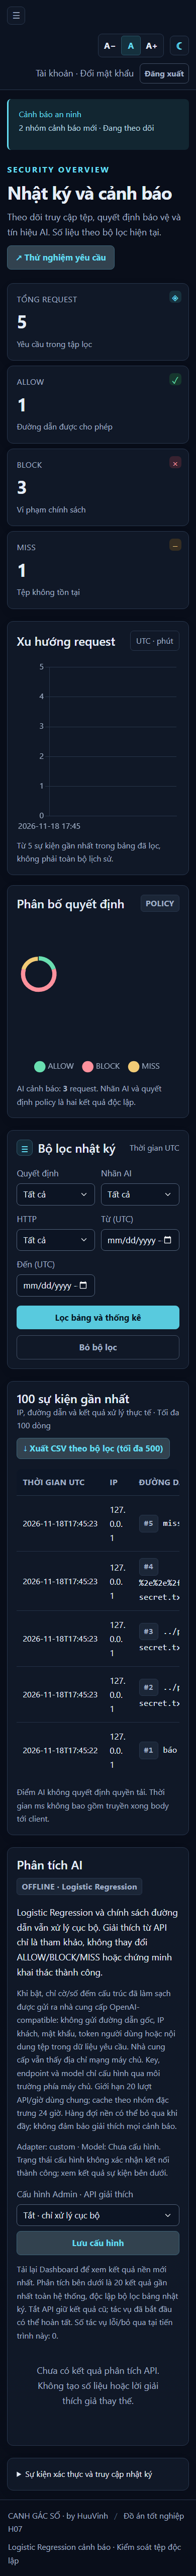 ☰
A− A A+ ☾
Tài khoản · Đổi mật khẩu Đăng xuất
Cảnh báo an ninh
2 nhóm cảnh báo mới · Đang theo dõi
SECURITY OVERVIEW
Nhật ký và cảnh báo
Theo dõi truy cập tệp, quyết định bảo vệ và
tín hiệu AI. Số liệu theo bộ lọc hiện tại.
↗ Thử nghiệm yêu cầu
TỔNG REQUEST
5
Yêu cầu trong tập lọc
ALLOW ✓
1
Đường dẫn được cho phép
BLOCK ×
3
Vi phạm chính sách
MISS −
1
Tệp không tồn tại
Xu hướng request UTC · phút
5
4
3
2
1
0
2026-11-18 17:45
Từ 5 sự kiện gần nhất trong bảng đã lọc,
không phải toàn bộ lịch sử.
Phân bố quyết định POLICY
ALLOW BLOCK MISS
AI cảnh báo: 3 request. Nhãn AI và quyết
định policy là hai kết quả độc lập.
☰ Bộ lọc nhật ký Thời gian UTC
Quyết định Nhãn AI
Tất cả Tất cả
HTTP Từ (UTC)
Tất cả mm/dd/yyyy -
Đến (UTC)
mm/dd/yyyy -
Lọc bảng và thống kê
Bỏ bộ lọc
100 sự kiện gần nhất
IP, đường dẫn và kết quả xử lý thực tế · Tối đa
100 dòng
↓ Xuất CSV theo bộ lọc (tối đa 500)
THỜI GIAN UTC IP ĐƯỜNG D
2026-11-18T17:45:23 127.0.0.1 #5 miss
2026-11-18T17:45:23 127.0.0.1 #4 %2e%2e%2f secret.tx
2026-11-18T17:45:23 127.0.0.1 #3 ../p secret.tx
2026-11-18T17:45:23 127.0.0.1 #2 ../p secret.tx
2026-11-18T17:45:22 127.0.0.1 #1 báo
Điểm AI không quyết định quyền tải. Thời
gian ms không bao gồm truyền xong body
tới client.
Phân tích AI
OFFLINE · Logistic Regression
Logistic Regression và chính sách đường
dẫn vẫn xử lý cục bộ. Giải thích từ API
chỉ là tham khảo, không thay đổi
ALLOW/BLOCK/MISS hoặc chứng minh
khai thác thành công.
Khi bật, chỉ cờ/số đếm cấu trúc đã làm sạch
được gửi ra nhà cung cấp OpenAI-
compatible: không gửi đường dẫn gốc, IP
khách, mật khẩu, token người dùng hoặc nội
dung tệp trong dữ liệu yêu cầu. Nhà cung
cấp vẫn thấy địa chỉ mạng máy chủ. Key,
endpoint và model chỉ cấu hình qua môi
trường phía máy chủ. Giới hạn 20 lượt
API/giờ dùng chung; cache theo nhóm đặc
trưng 24 giờ. Hàng đợi nền có thể bỏ qua khi
đầy; không đảm bảo giải thích mọi cảnh báo.
Adapter: custom · Model: Chưa cấu hình.
Trạng thái cấu hình không xác nhận kết nối
thành công; xem kết quả sự kiện bên dưới.
Cấu hình Admin · API giải thích
Tắt · chỉ xử lý cục bộ
Lưu cấu hình
Tải lại Dashboard để xem kết quả nền mới
nhất. Phân tích bên dưới là 20 kết quả gần
nhất toàn hệ thống, độc lập bộ lọc bảng nhật
ký. Tắt API giữ kết quả cũ; tác vụ đã bắt đầu
có thể hoàn tất. Số tác vụ lỗi/bỏ qua tại tiến
trình này: 0.
Chưa có kết quả phân tích API.
Không tạo số liệu hoặc lời giải
thích giả thay thế.
▶ Sự kiện xác thực và truy cập nhật ký
CANH GÁC SỐ · by HuuVinh / Đồ án tốt nghiệp
H07
Logistic Regression cảnh báo · Kiểm soát tệp độc
lập